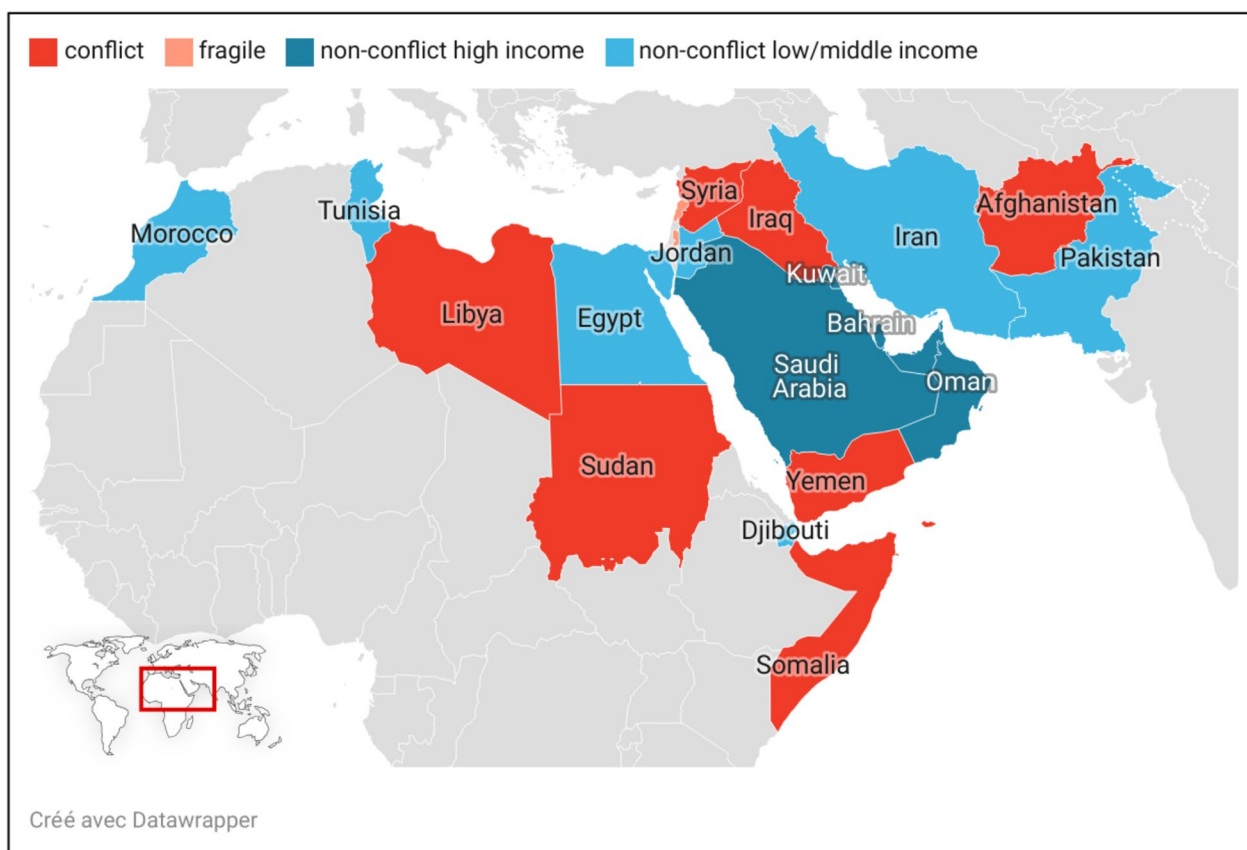 conflict fragile non-conflict high income non-conflict low/middle income
Syria
Afghanistan
Tunisia
Iraq
Morocco
Iran
Jordan
Pakistan
Kuwait
Libya
Egypt
Bahrain
Saudi
Arabia
Oman
Sudan
Yemen
Djibouti
Somalia
Créé avec Datawrapper